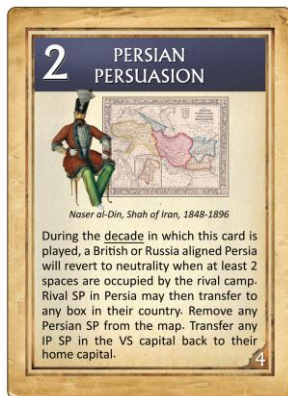 2
PERSIAN
PERSUASION
Naser al-Din, Shah of Iran, 1848-1896
During the decade in which this card is
played, a British or Russia aligned Persia
will revert to neutrality when at least 2
spaces are occupied by the rival camp.
Rival SP in Persia may then transfer to
any box in their country. Remove any
Persian SP from the map. Transfer any
IP SP in the VS capital back to their
home capital.
4